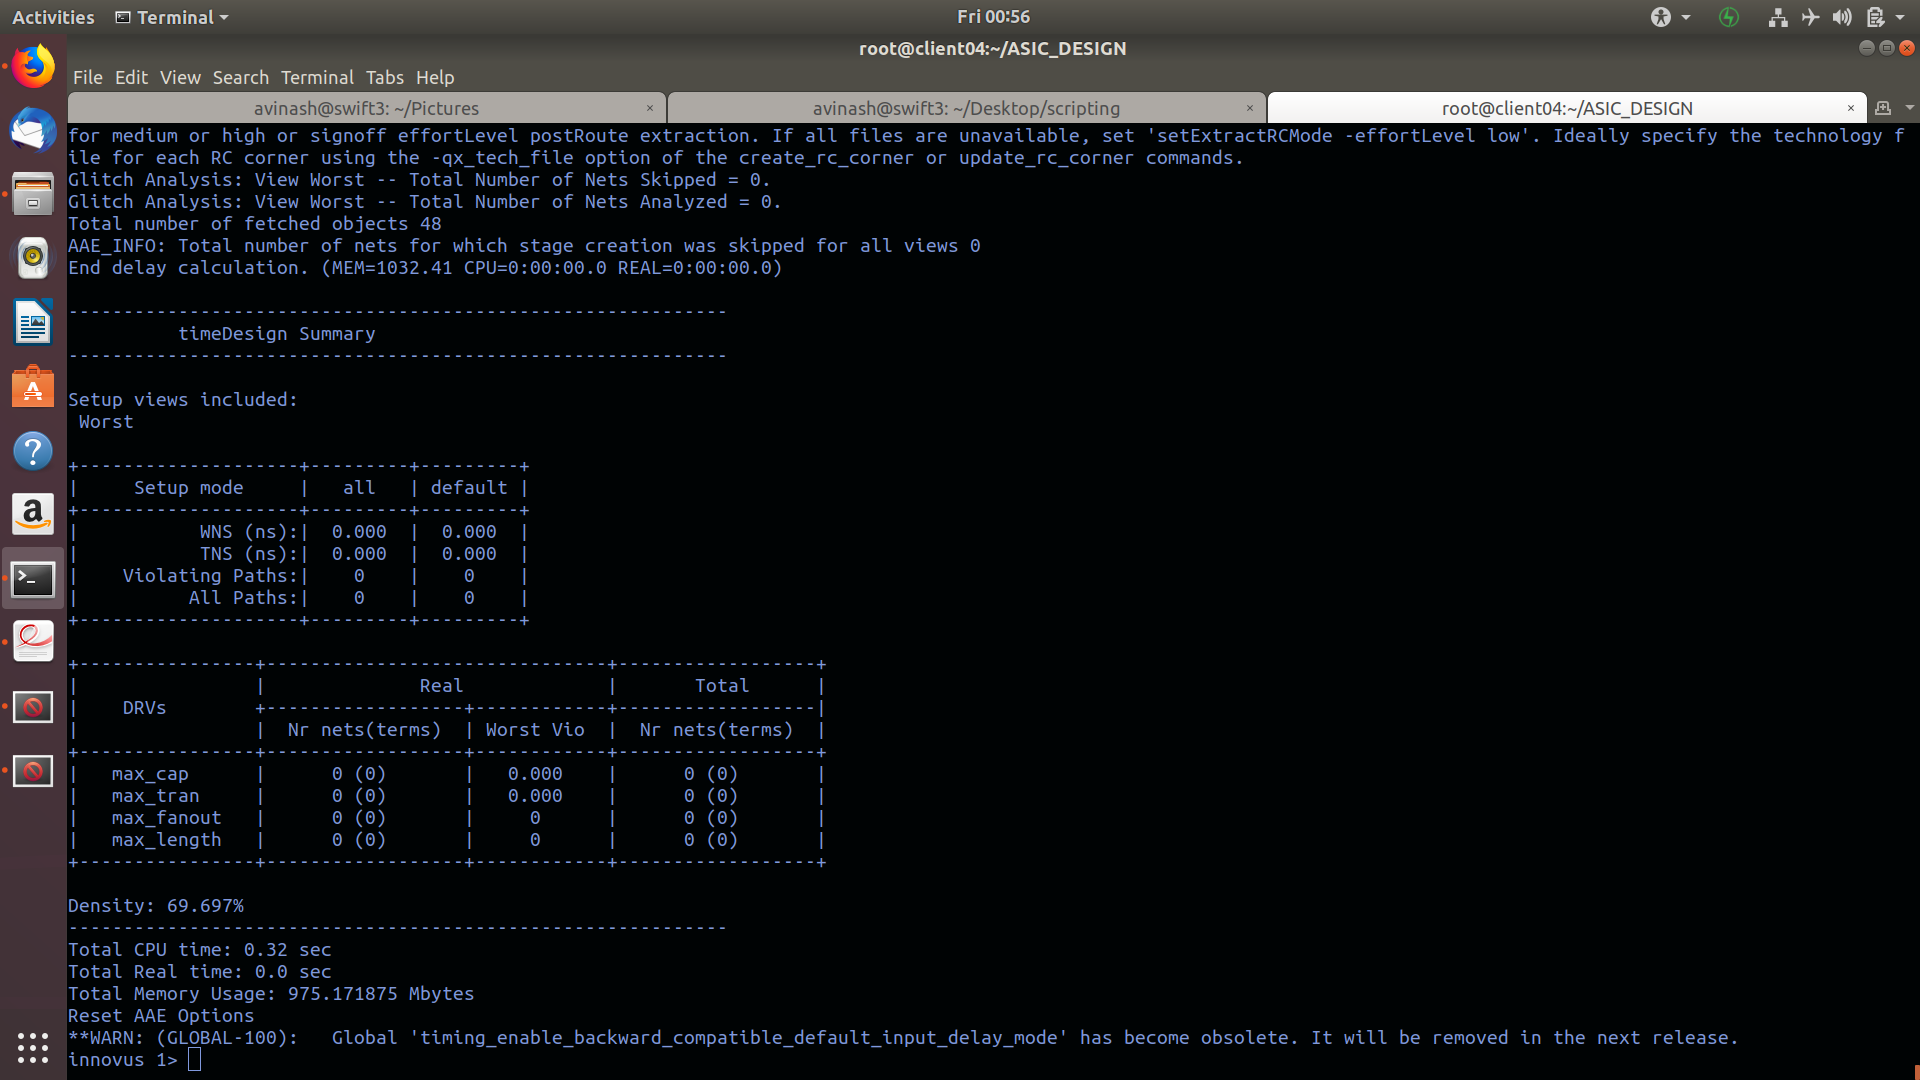 Activities Terminal Fri 00:56
root@client04:~/ASIC_DESIGN
File Edit View Search Terminal Tabs Help
avinash@swift3: ~/Pictures × avinash@swift3: ~/Desktop/scripting × root@client04:~/ASIC_DESIGN ×
for medium or high or signoff effortLevel postRoute extraction. If all files are unavailable, set 'setExtractRCMode -effortLevel low'. Ideally specify the technology f
ile for each RC corner using the -qx_tech_file option of the create_rc_corner or update_rc_corner commands.
Glitch Analysis: View Worst -- Total Number of Nets Skipped = 0.
Glitch Analysis: View Worst -- Total Number of Nets Analyzed = 0.
Total number of fetched objects 48
AAE_INFO: Total number of nets for which stage creation was skipped for all views 0
End delay calculation. (MEM=1032.41 CPU=0:00:00.0 REAL=0:00:00.0)
------------------------------------------------------------
          timeDesign Summary
------------------------------------------------------------
Setup views included:
 Worst
+--------------------+---------+---------+
|     Setup mode     |   all   | default |
+--------------------+---------+---------+
|           WNS (ns):|  0.000  |  0.000  |
|           TNS (ns):|  0.000  |  0.000  |
|    Violating Paths:|    0    |    0    |
|          All Paths:|    0    |    0    |
+--------------------+---------+---------+
+----------------+-------------------------------+------------------+
|                |              Real             |       Total      |
|    DRVs        +------------------+------------+------------------|
|                |  Nr nets(terms)  | Worst Vio  |  Nr nets(terms)  |
+----------------+------------------+------------+------------------+
|   max_cap      |      0 (0)       |   0.000    |      0 (0)       |
|   max_tran     |      0 (0)       |   0.000    |      0 (0)       |
|   max_fanout   |      0 (0)       |     0      |      0 (0)       |
|   max_length   |      0 (0)       |     0      |      0 (0)       |
+----------------+------------------+------------+------------------+
Density: 69.697%
------------------------------------------------------------
Total CPU time: 0.32 sec
Total Real time: 0.0 sec
Total Memory Usage: 975.171875 Mbytes
Reset AAE Options
**WARN: (GLOBAL-100):   Global 'timing_enable_backward_compatible_default_input_delay_mode' has become obsolete. It will be removed in the next release.
innovus 1>